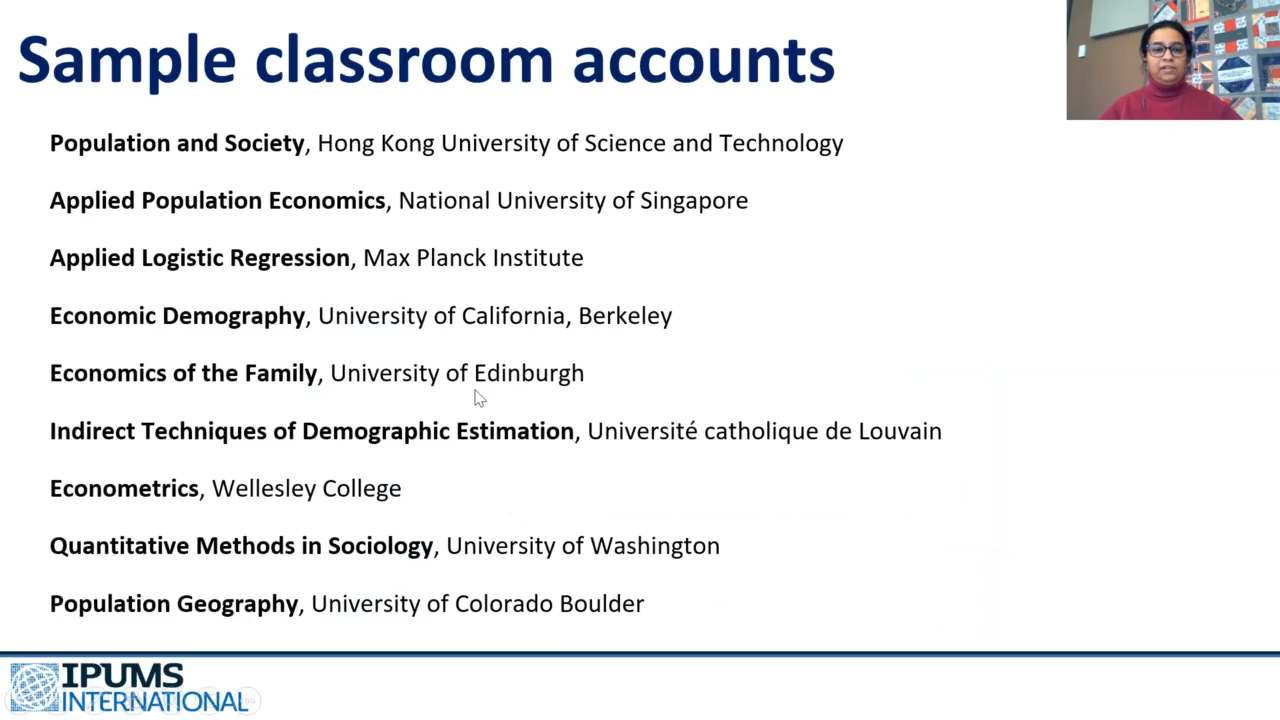 Sample classroom accounts
Population and Society, Hong Kong University of Science and Technology
Applied Population Economics, National University of Singapore
Applied Logistic Regression, Max Planck Institute
Economic Demography, University of California, Berkeley
Economics of the Family, University of Edinburgh
Indirect Techniques of Demographic Estimation, Université catholique de Louvain
Econometrics, Wellesley College
Quantitative Methods in Sociology, University of Washington
Population Geography, University of Colorado Boulder
IPUMS
INTERNATIONAL